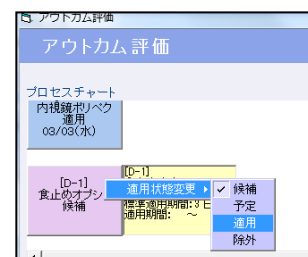 アウトカム評価
アウトカム評価
プロセスチャート
内視鏡ポリペク
適用
03/03(水)
[D-1]
食止めオプシ
候補
[D-1]
標準適用期間:3日
適用期間: ～
適用状態変更
候補
予定
適用
除外